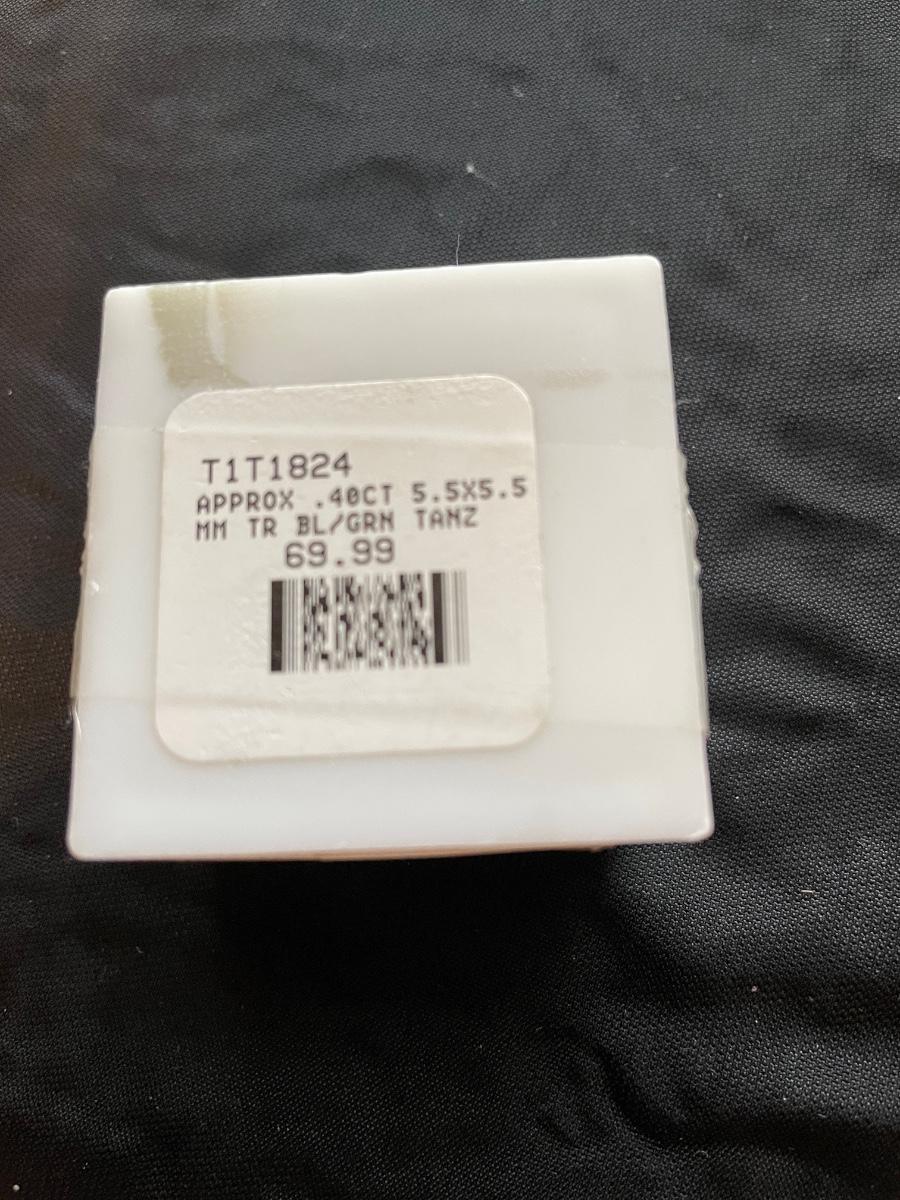 T1T1824
APPROX .40CT 5.5X5.5
MM TR BL/GRN TANZ
69.99